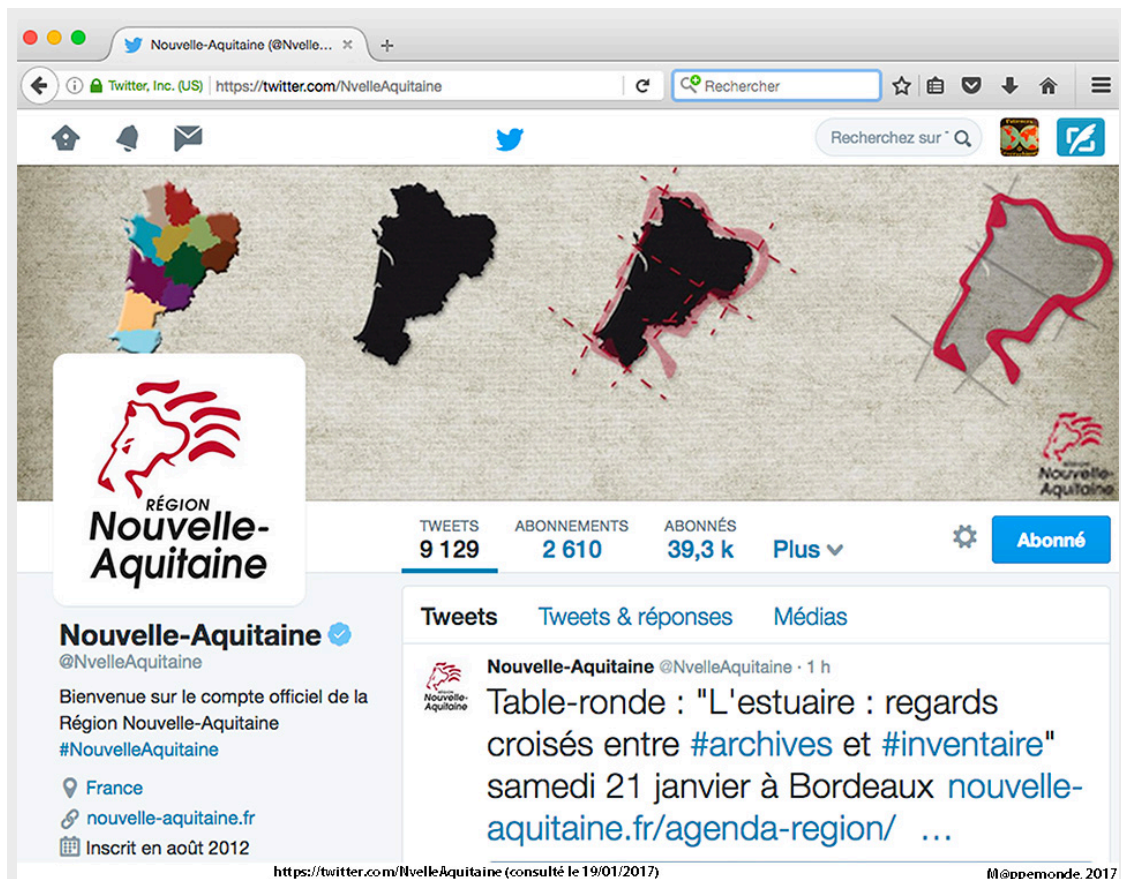 Nouvelle-Aquitaine (@Nvelle...
Twitter, Inc. (US)
https://twitter.com/NvelleAquitaine
Rechercher
Recherchez sur
Nouvelle-
Aquitaine
RÉGION
Nouvelle-
Aquitaine
TWEETS
9 129
ABONNEMENTS
2 610
ABONNÉS
39,3 k
Plus
Abonné
Nouvelle-Aquitaine
@NvelleAquitaine
Bienvenue sur le compte officiel de la
Région Nouvelle-Aquitaine
#NouvelleAquitaine
France
nouvelle-aquitaine.fr
Inscrit en août 2012
Tweets
Tweets & réponses
Médias
Nouvelle-
Aquitaine
Nouvelle-Aquitaine @NvelleAquitaine · 1 h
Table-ronde : "L'estuaire : regards
croisés entre #archives et #inventaire"
samedi 21 janvier à Bordeaux nouvelle-
aquitaine.fr/agenda-region/ ...
https://twitter.com/NvelleAquitaine (consulté le 19/01/2017)
M@ppemonde, 2017